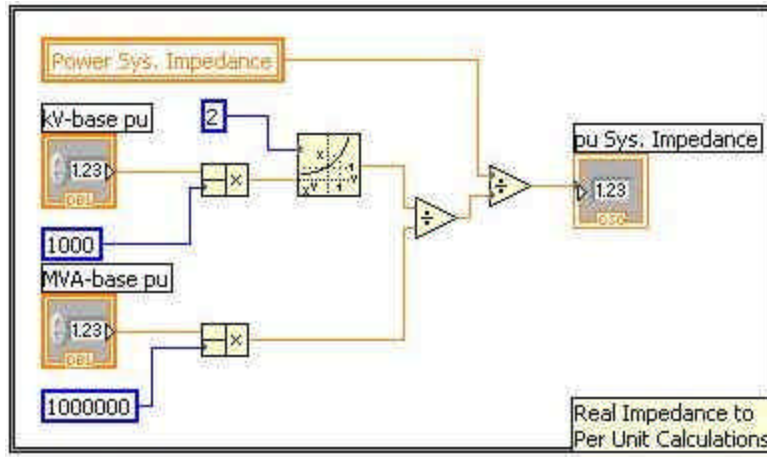 Power Sys. Impedance
kV-base pu
2
pu Sys. Impedance
1.23
DBL
1.23
1000
MVA-base pu
1.23
DBL
1000000
Real Impedance to
Per Unit Calculations